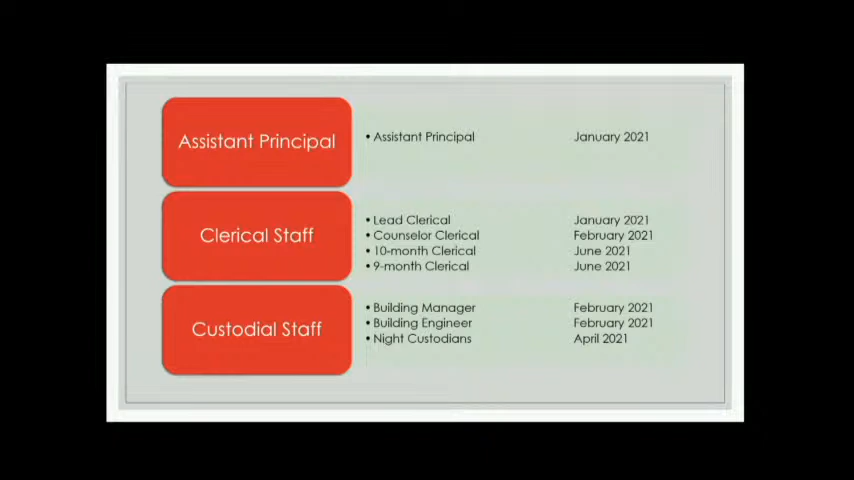 Assistant Principal
• Assistant Principal January 2021
Clerical Staff
• Lead Clerical January 2021
• Counselor Clerical February 2021
• 10-month Clerical June 2021
• 9-month Clerical June 2021
Custodial Staff
• Building Manager February 2021
• Building Engineer February 2021
• Night Custodians April 2021